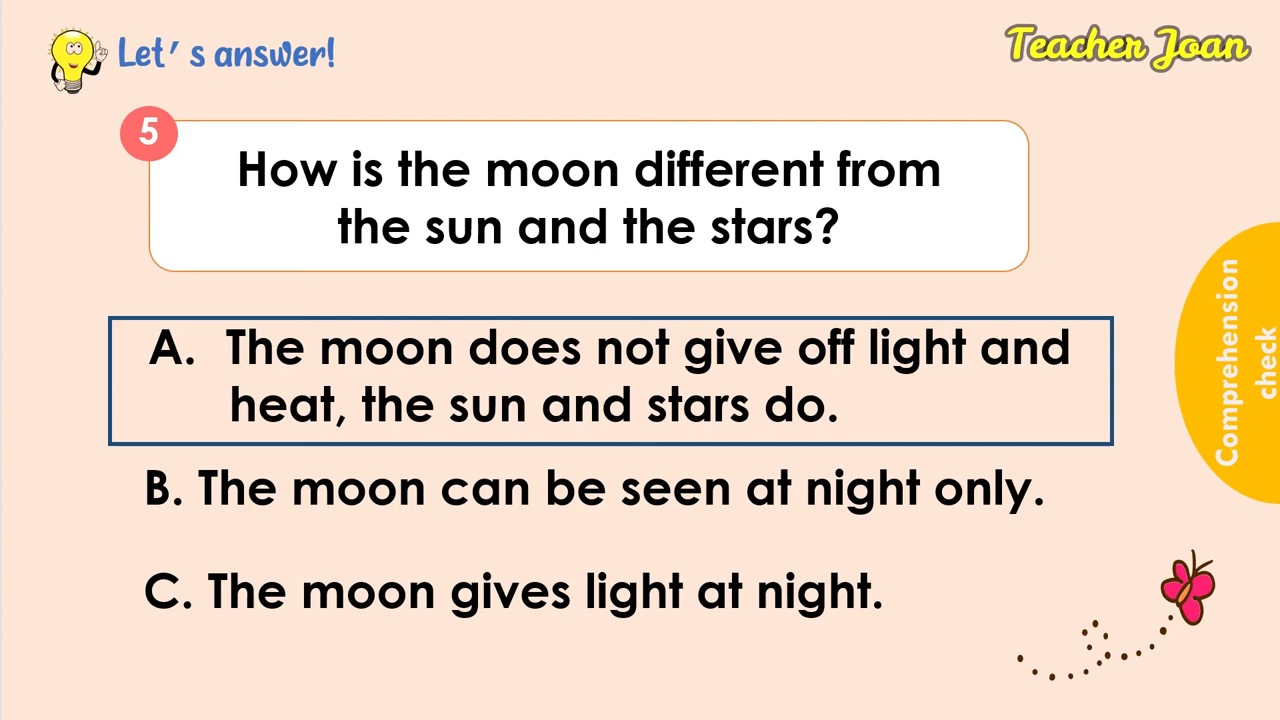 Let's answer!
Teacher Joan
5
How is the moon different from
the sun and the stars?
A. The moon does not give off light and
heat, the sun and stars do.
B. The moon can be seen at night only.
C. The moon gives light at night.
Comprehension
check